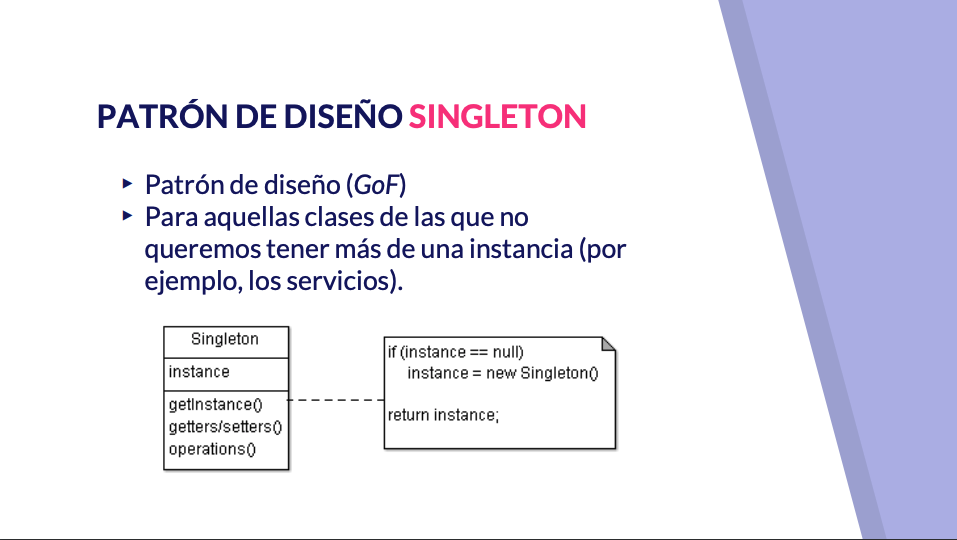 PATRÓN DE DISEÑO SINGLETON
▸ Patrón de diseño (GoF)
▸ Para aquellas clases de las que no
queremos tener más de una instancia (por
ejemplo, los servicios).
Singleton
instance
getInstance()
getters/setters()
operations()
if (instance == null)
instance = new Singleton()
return instance;